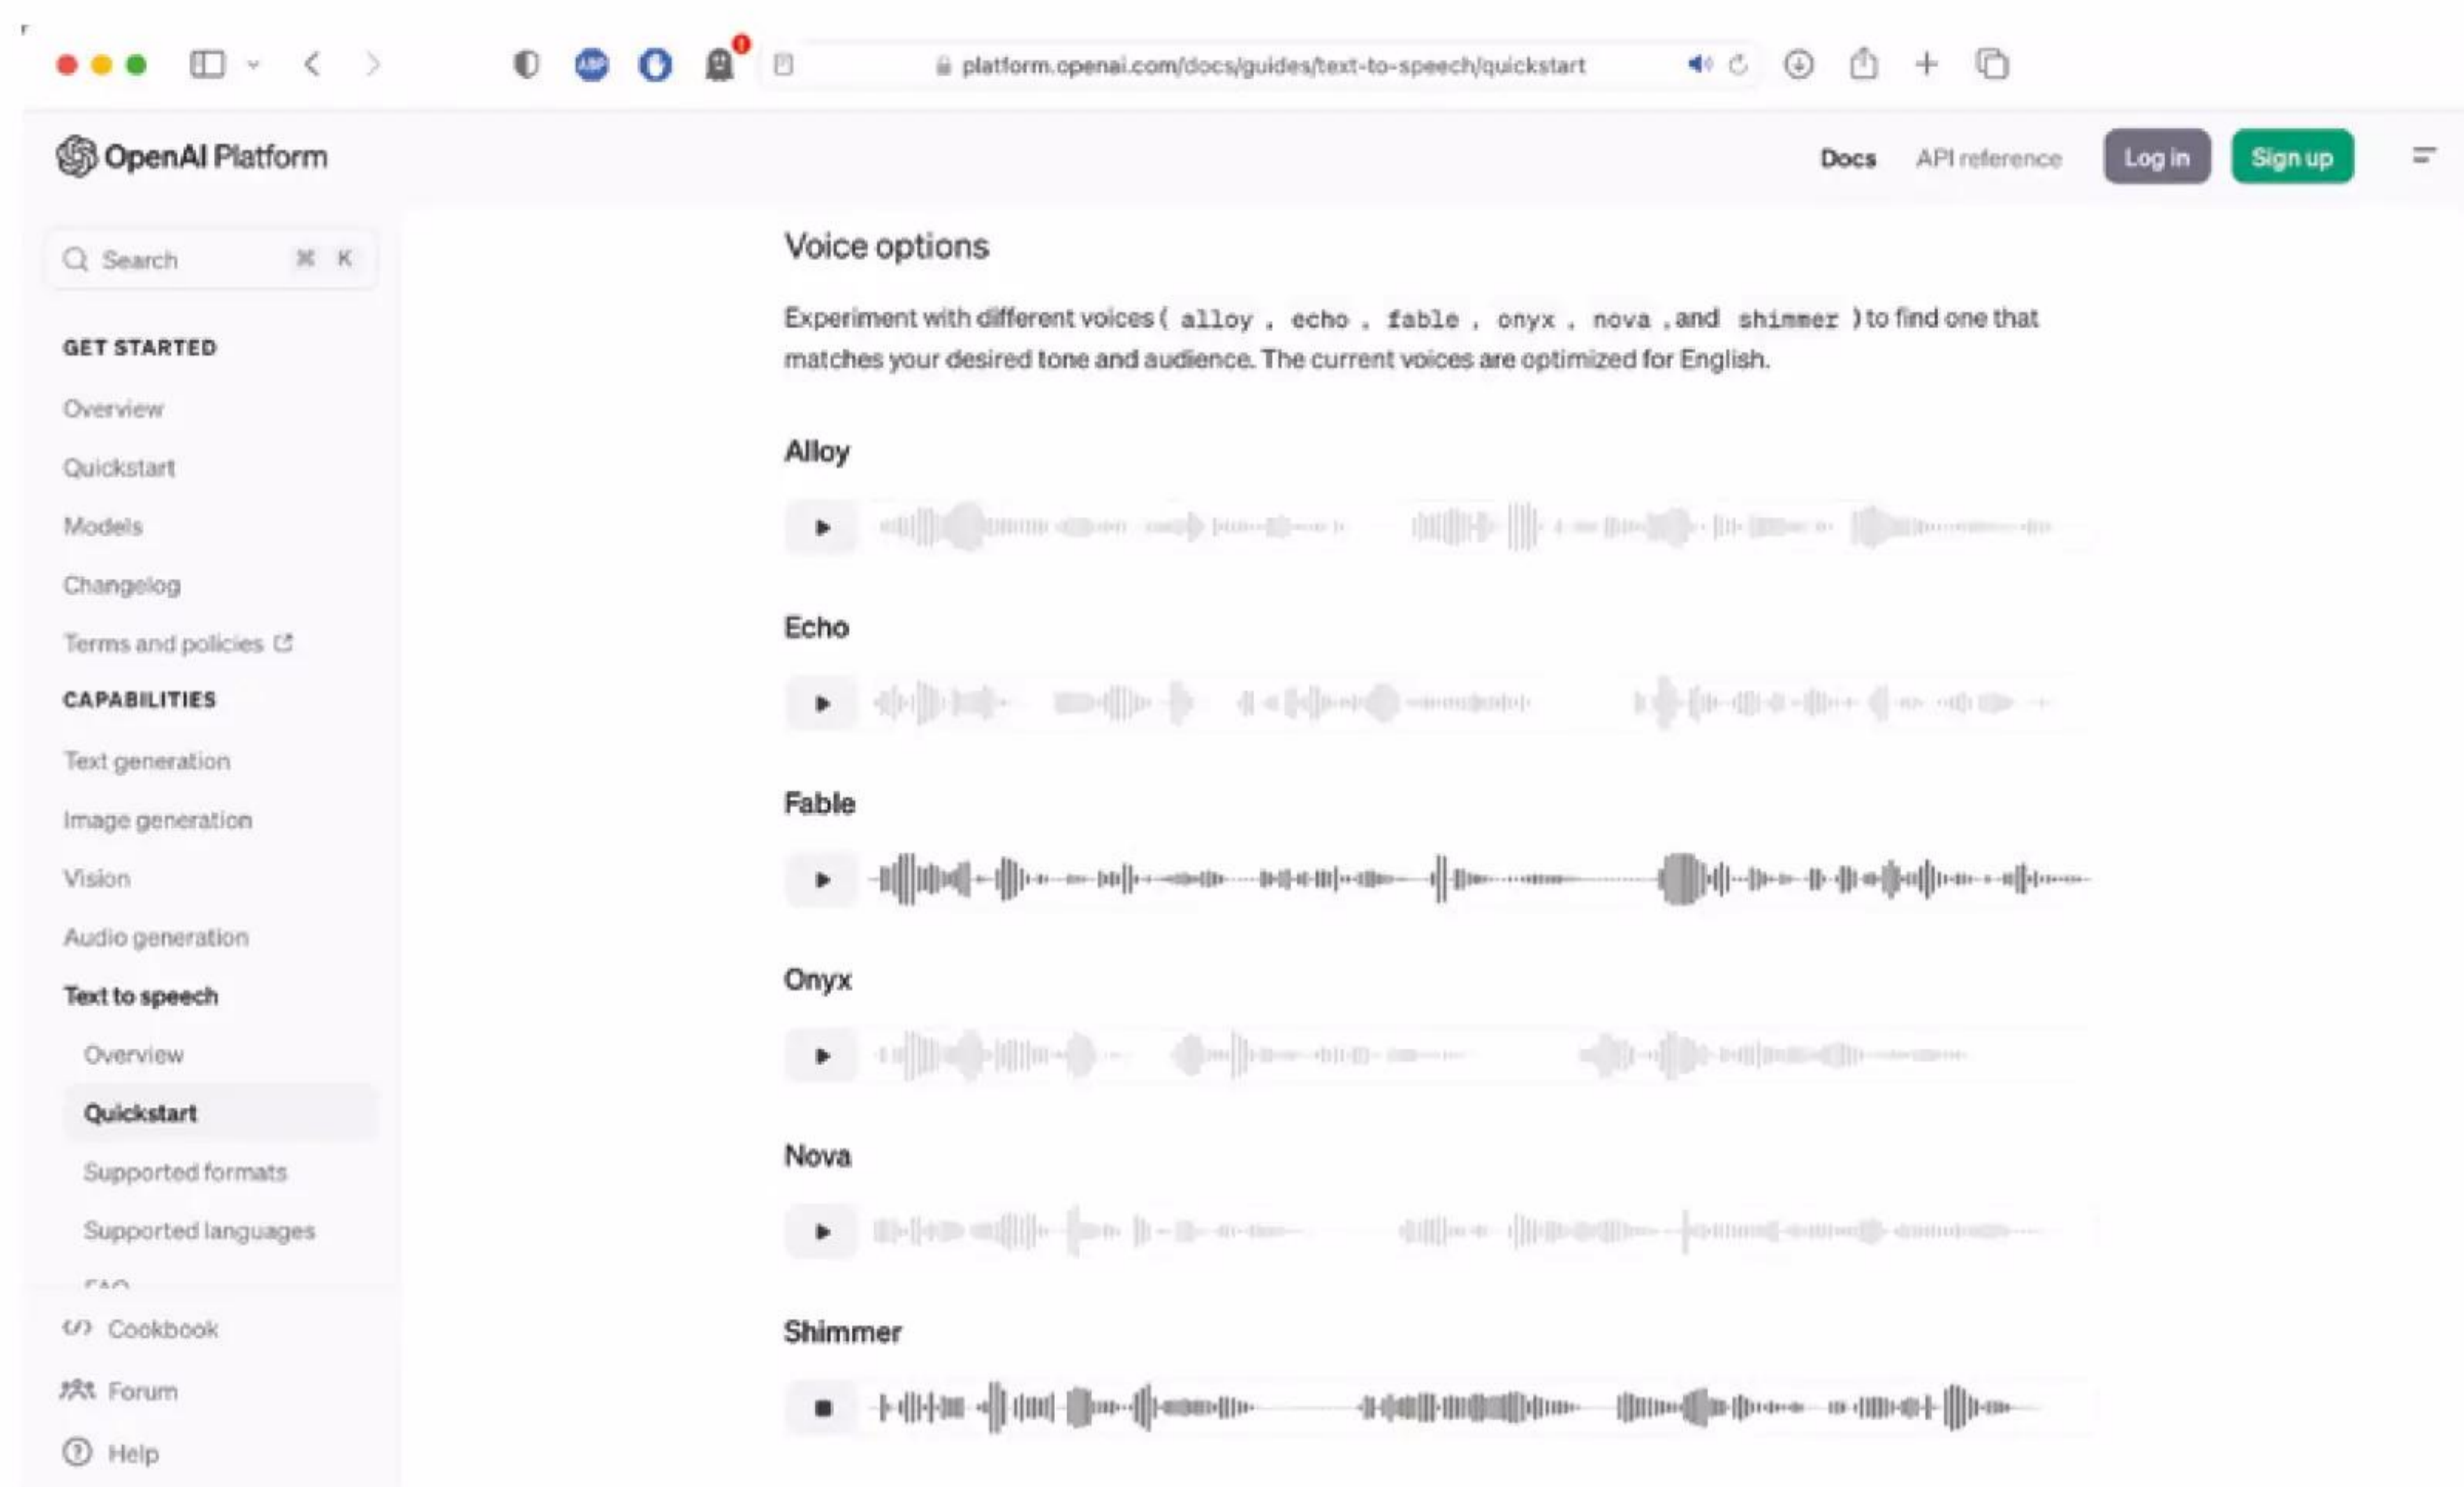 platform.openai.com/docs/guides/text-to-speech/quickstart
OpenAI Platform
Docs
API reference
Log in
Sign up
Search
⌘ K
GET STARTED
Overview
Quickstart
Models
Changelog
Terms and policies
CAPABILITIES
Text generation
Image generation
Vision
Audio generation
Text to speech
Overview
Quickstart
Supported formats
Supported languages
FAQ
Cookbook
Forum
Help
Voice options
Experiment with different voices ( alloy , echo , fable , onyx , nova , and shimmer ) to find one that
matches your desired tone and audience. The current voices are optimized for English.
Alloy
Echo
Fable
Onyx
Nova
Shimmer
ABP